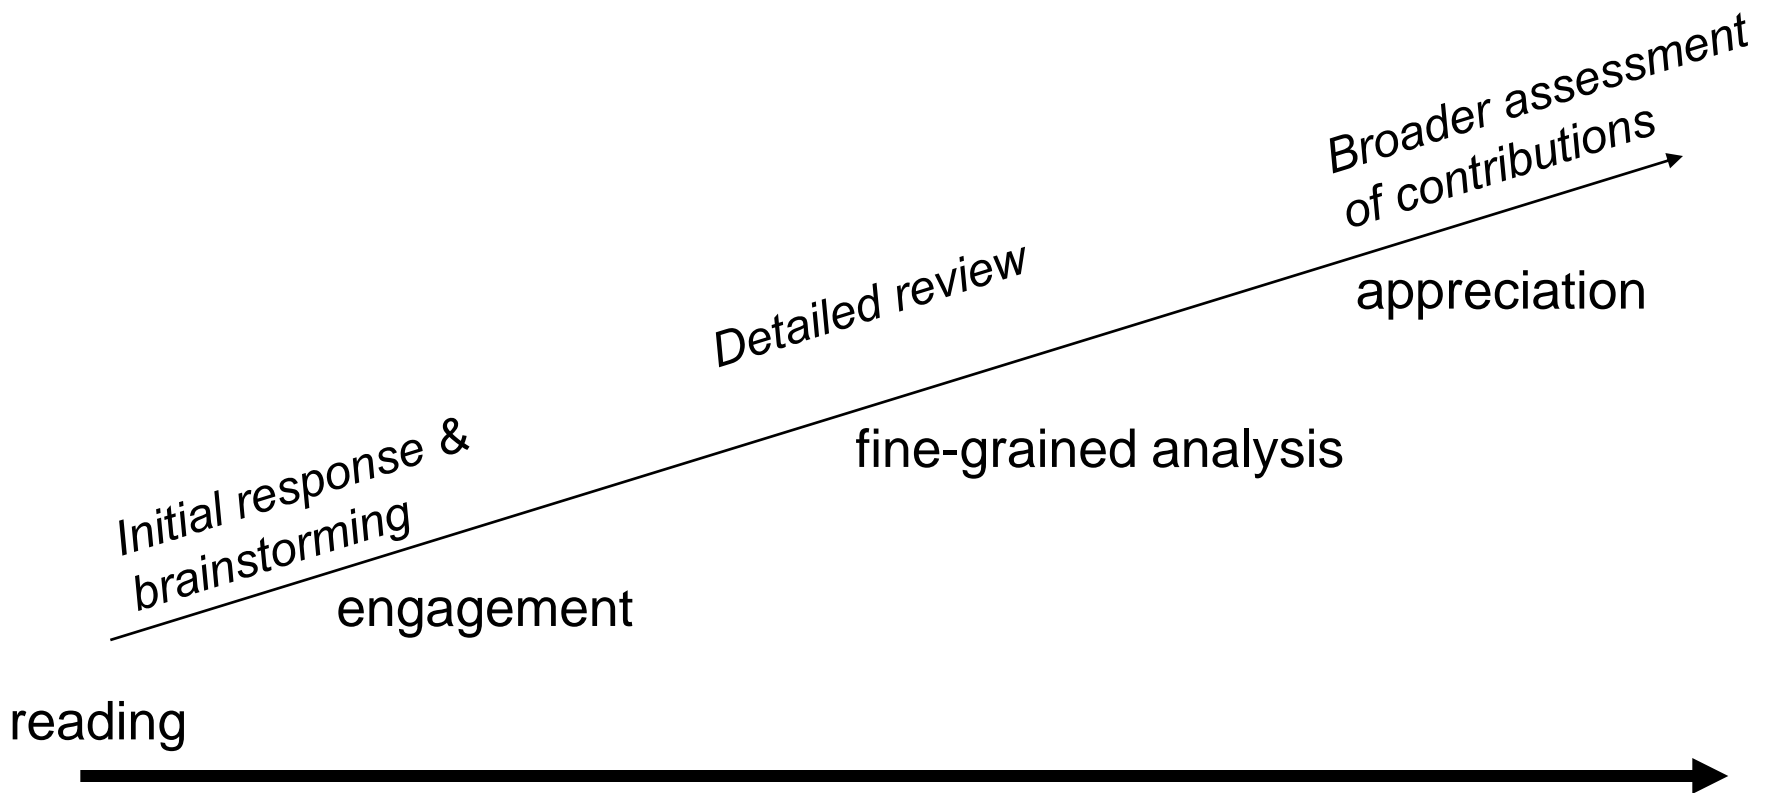 Broader assessment
of contributions
appreciation
Detailed review
fine-grained analysis
Initial response &
brainstorming
engagement
reading